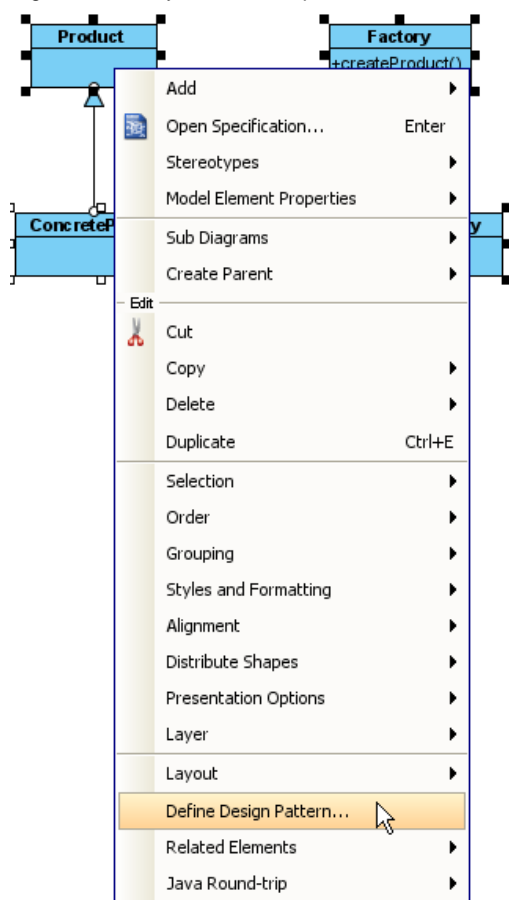 Product
Factory
+createProduct()
Add
Open Specification... Enter
Stereotypes
Model Element Properties
ConcreteP
y
Sub Diagrams
Create Parent
Edit
Cut
Copy
Delete
Duplicate Ctrl+E
Selection
Order
Grouping
Styles and Formatting
Alignment
Distribute Shapes
Presentation Options
Layer
Layout
Define Design Pattern...
Related Elements
Java Round-trip